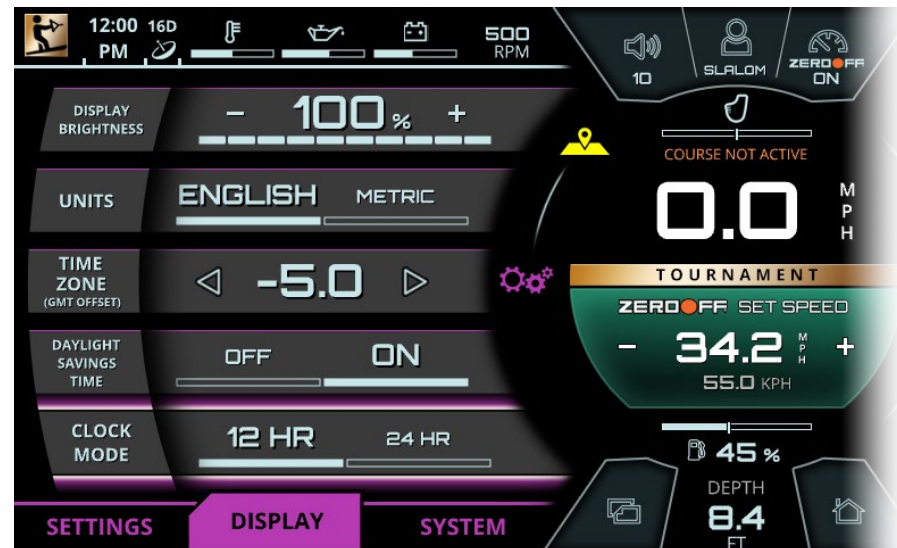 12:00 16D
PM
500
RPM
10
SLALOM
ZEROOFF
ON
DISPLAY
BRIGHTNESS
- 100 % +
COURSE NOT ACTIVE
UNITS
ENGLISH METRIC
0.0
M
P
H
TIME
ZONE
(GMT OFFSET)
-5.0
TOURNAMENT
ZEROOFF SET SPEED
- 34.2 MPH +
55.0 KPH
DAYLIGHT
SAVINGS
TIME
OFF ON
CLOCK
MODE
12 HR 24 HR
45 %
DEPTH
8.4
FT
SETTINGS DISPLAY SYSTEM